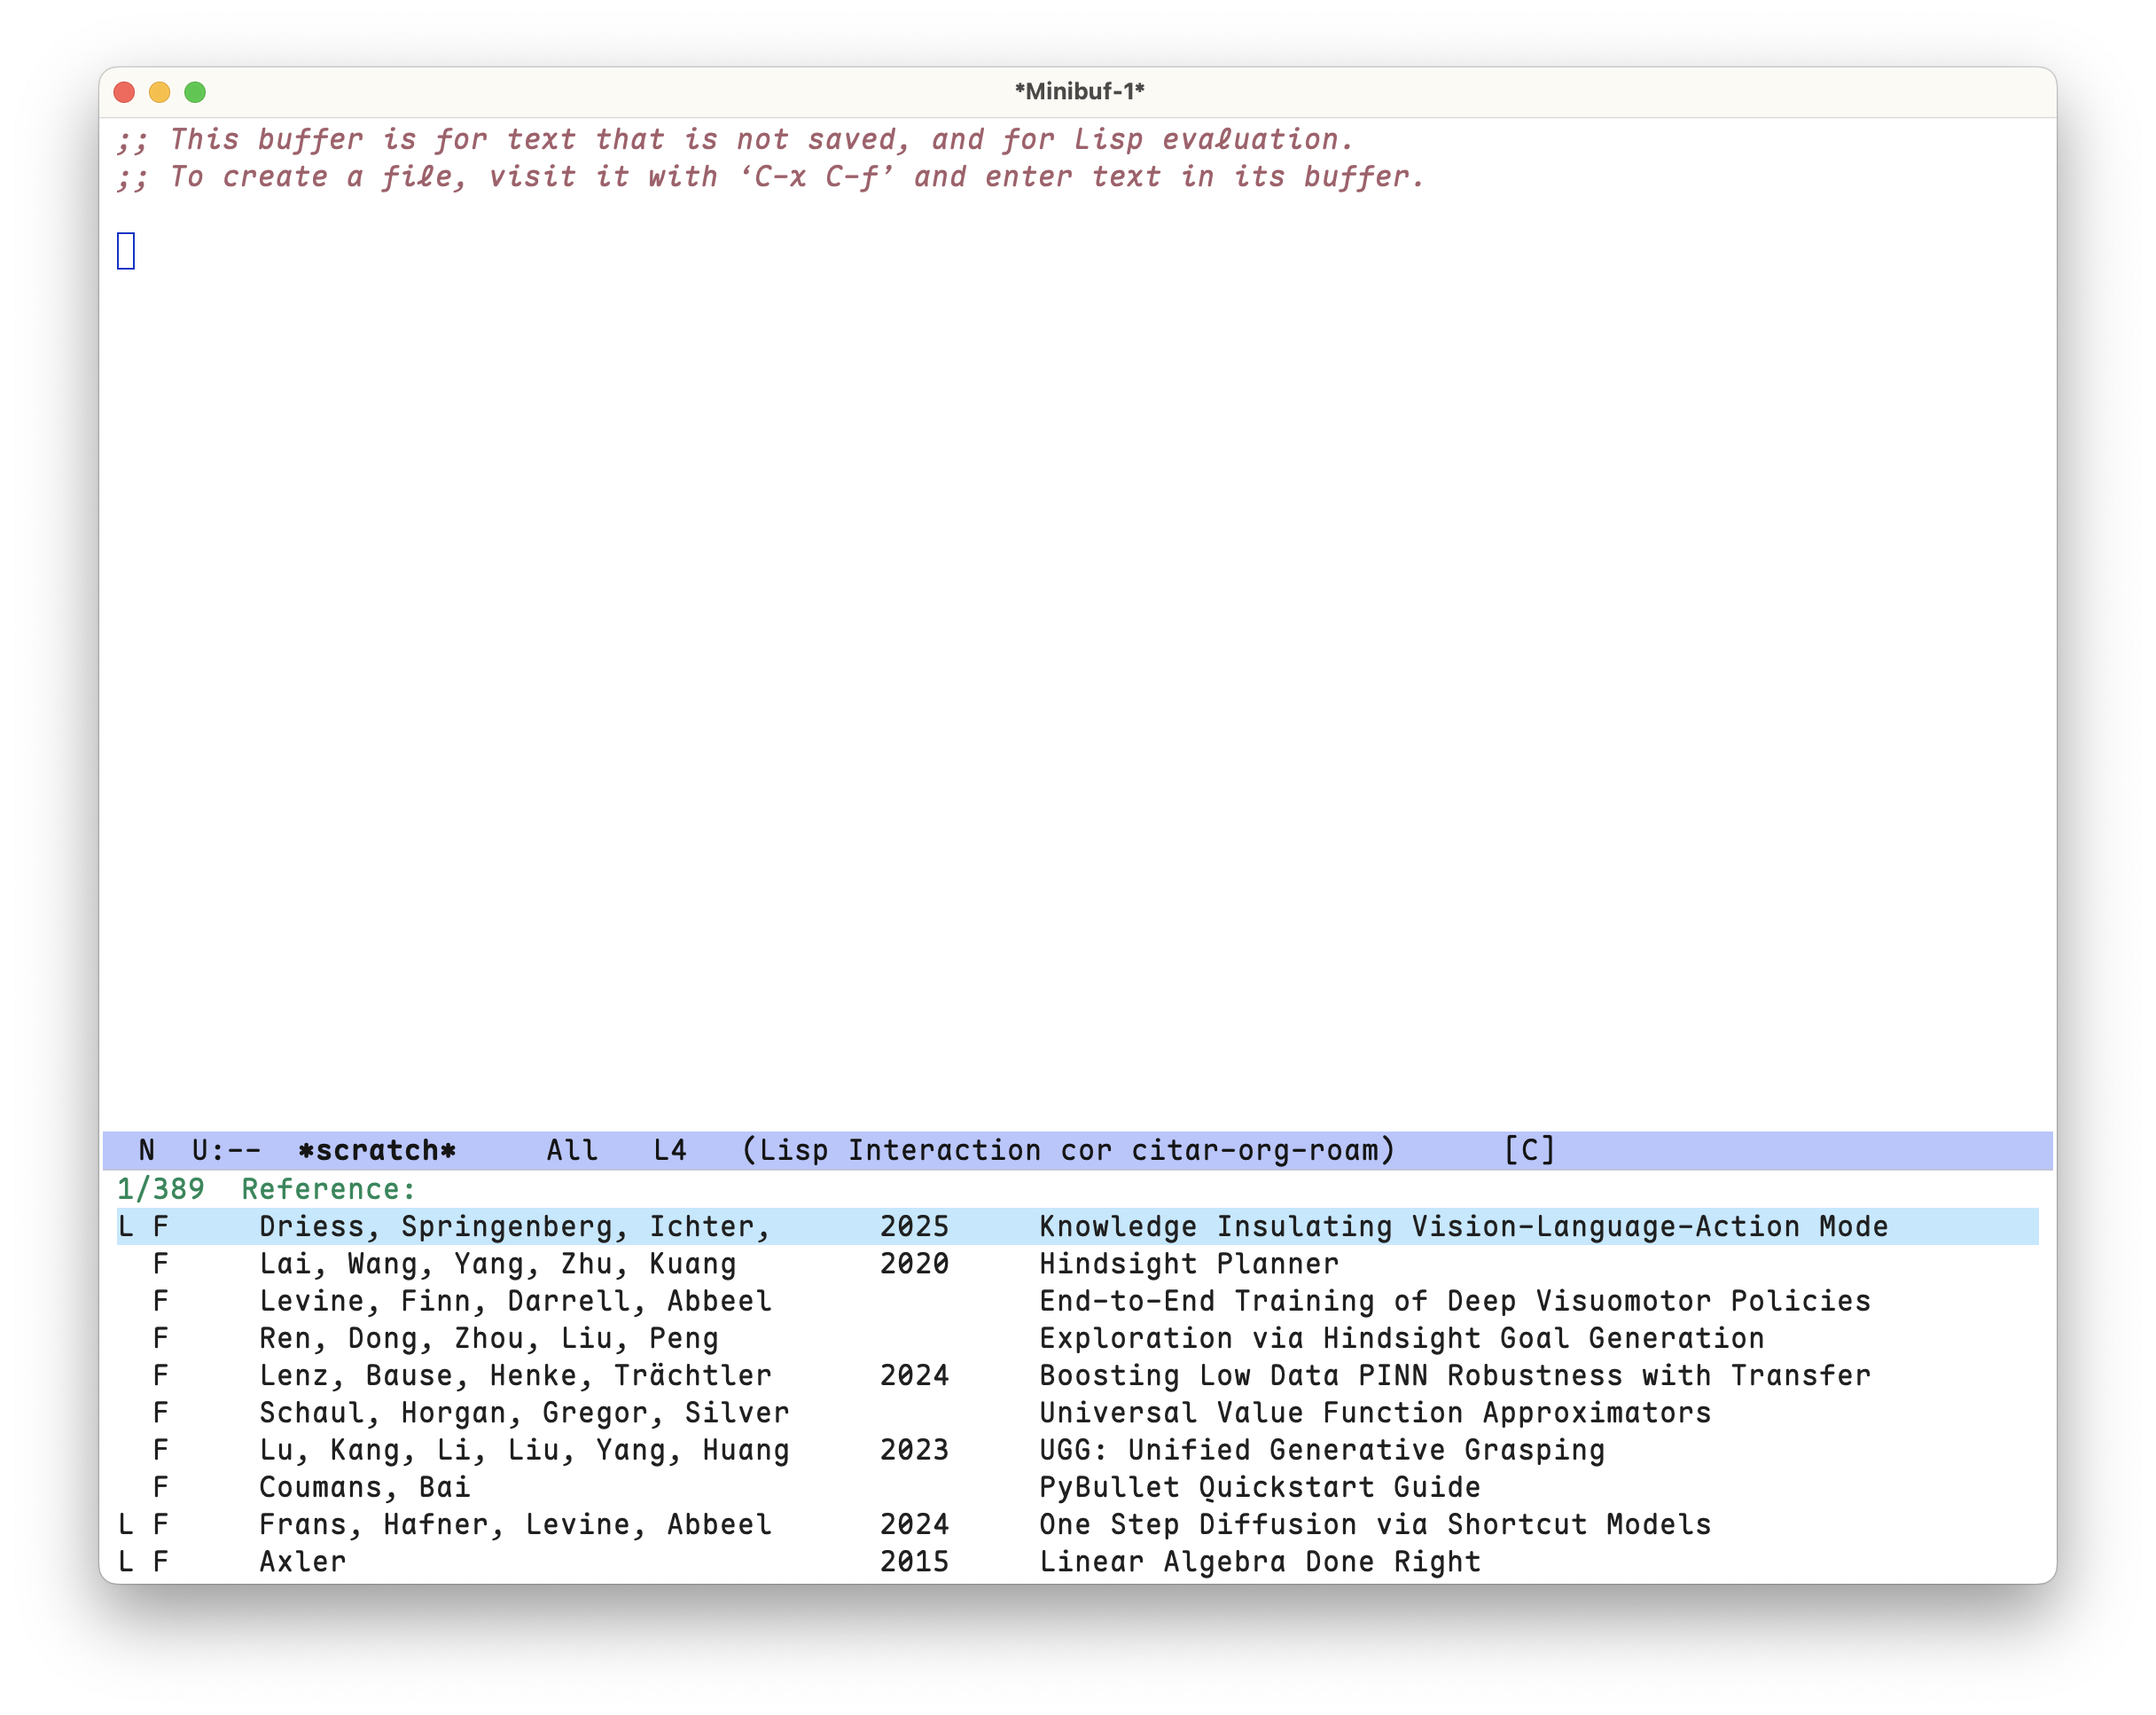 *Minibuf-1*
;; This buffer is for text that is not saved, and for Lisp evaluation.
;; To create a file, visit it with ‘C-x C-f’ and enter text in its buffer.
N U:-- *scratch* All L4 (Lisp Interaction cor citar-org-roam) [C]
1/389 Reference:
L F Driess, Springenberg, Ichter, 2025 Knowledge Insulating Vision-Language-Action Mode
F Lai, Wang, Yang, Zhu, Kuang 2020 Hindsight Planner
F Levine, Finn, Darrell, Abbeel End-to-End Training of Deep Visuomotor Policies
F Ren, Dong, Zhou, Liu, Peng Exploration via Hindsight Goal Generation
F Lenz, Bause, Henke, Trächtler 2024 Boosting Low Data PINN Robustness with Transfer
F Schaul, Horgan, Gregor, Silver Universal Value Function Approximators
F Lu, Kang, Li, Liu, Yang, Huang 2023 UGG: Unified Generative Grasping
F Coumans, Bai PyBullet Quickstart Guide
L F Frans, Hafner, Levine, Abbeel 2024 One Step Diffusion via Shortcut Models
L F Axler 2015 Linear Algebra Done Right